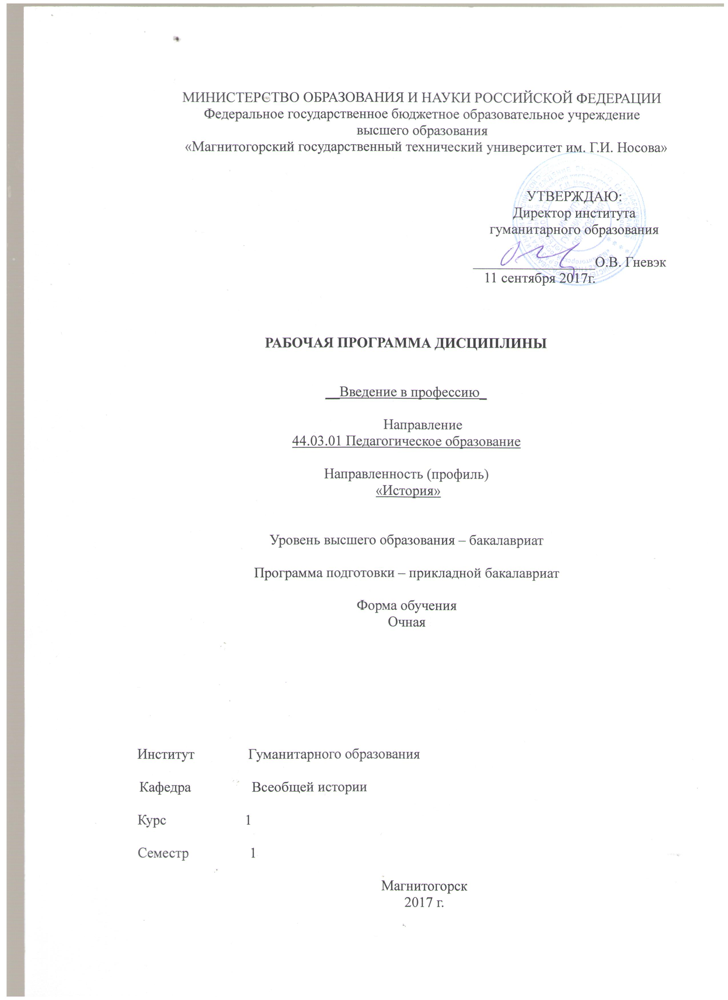 МИНИСТЕРСТВО ОБРАЗОВАНИЯ И НАУКИ РОССИЙСКОЙ ФЕДЕРАЦИИ
Федеральное государственное бюджетное образовательное учреждение
высшего образования
«Магнитогорский государственный технический университет им. Г.И. Носова»
УТВЕРЖДАЮ:
Директор института
гуманитарного образования
О.В. Гневэк
11 сентября 2017г.
РАБОЧАЯ ПРОГРАММА ДИСЦИПЛИНЫ
__Введение в профессию_
Направление
44.03.01 Педагогическое образование
Направленность (профиль)
«История»
Уровень высшего образования – бакалавриат
Программа подготовки – прикладной бакалавриат
Форма обучения
Очная
Институт Гуманитарного образования
Кафедра Всеобщей истории
Курс 1
Семестр 1
Магнитогорск
2017 г.